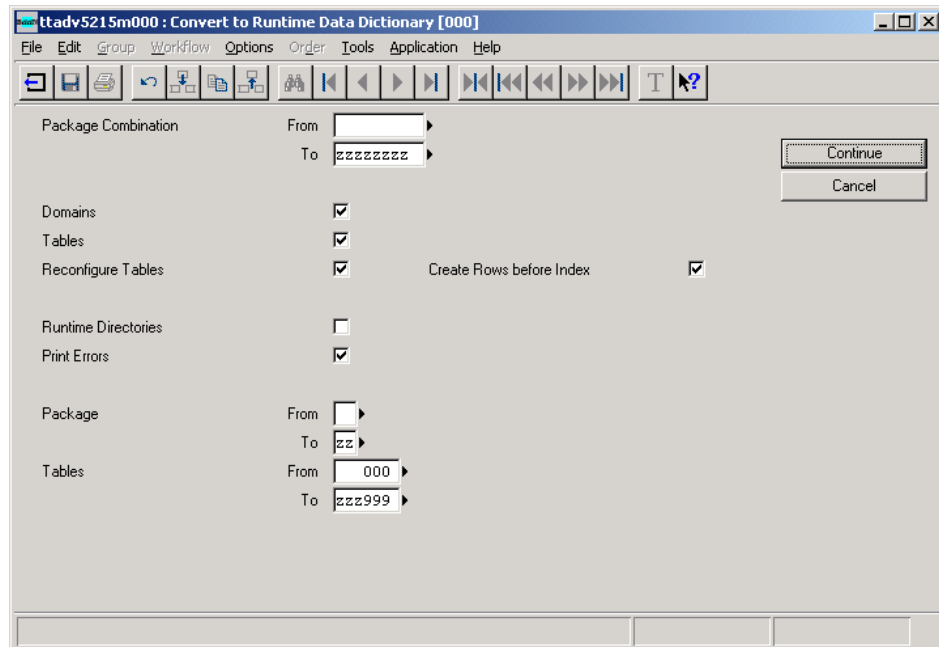 ttadv5215m000 : Convert to Runtime Data Dictionary [000]
File Edit Group Workflow Options Order Tools Application Help
T ?
Package Combination From
To zzzzzzzz
Continue
Cancel
Domains
Tables
Reconfigure Tables Create Rows before Index
Runtime Directories
Print Errors
Package From
To zz
Tables From 000
To zzz999